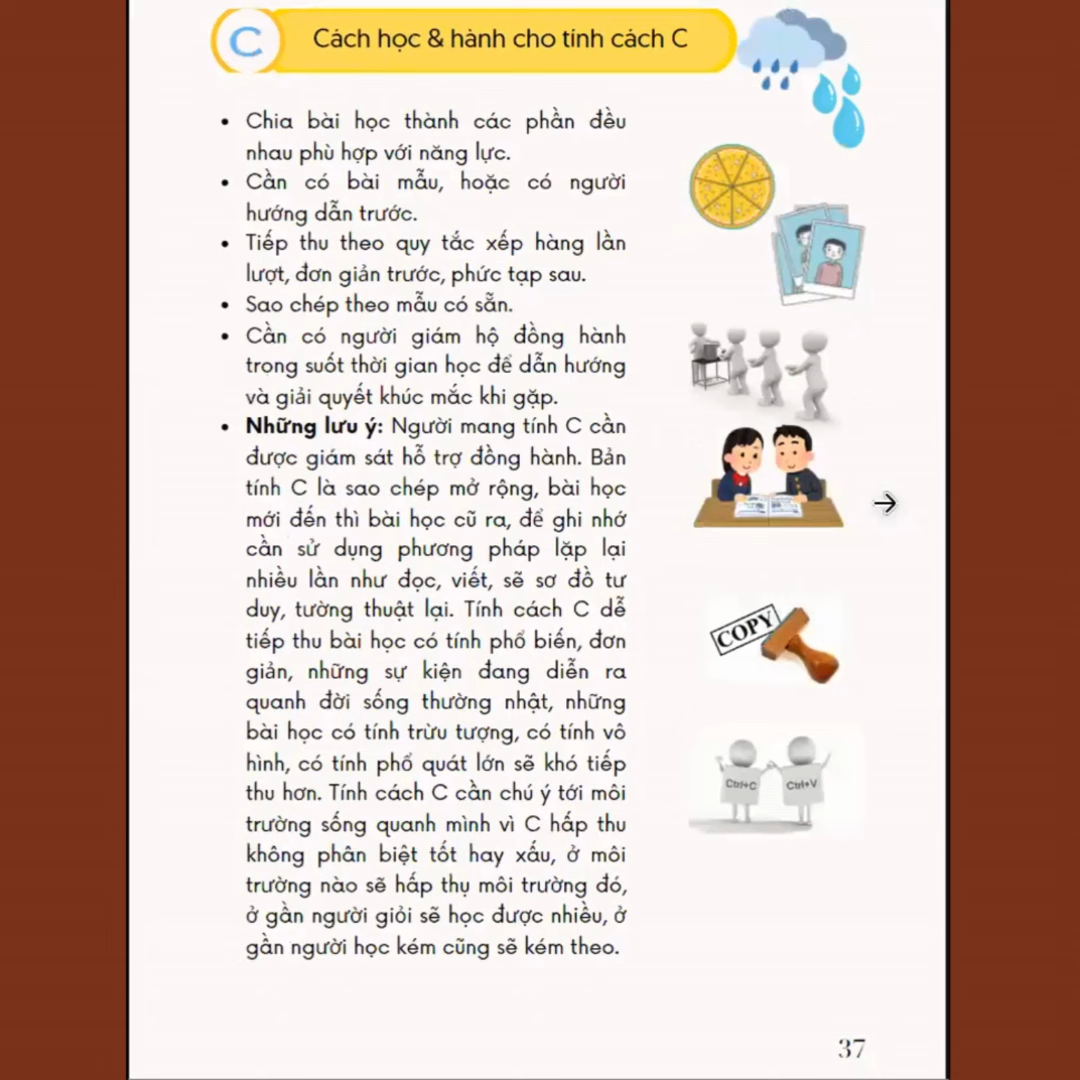 C
Cách học & hành cho tính cách C
• Chia bài học thành các phần đều
nhau phù hợp với năng lực.
• Cần có bài mẫu, hoặc có người
hướng dẫn trước.
• Tiếp thu theo quy tắc xếp hàng lần
lượt, đơn giản trước, phức tạp sau.
• Sao chép theo mẫu có sẵn.
• Cần có người giám hộ đồng hành
trong suốt thời gian học để dẫn hướng
và giải quyết khúc mắc khi gặp.
• Những lưu ý: Người mang tính C cần
được giám sát hỗ trợ đồng hành. Bản
tính C là sao chép mở rộng, bài học
mới đến thì bài học cũ ra, để ghi nhớ
cần sử dụng phương pháp lặp lại
nhiều lần như đọc, viết, sẽ sơ đồ tư
duy, tường thuật lại. Tính cách C dễ
tiếp thu bài học có tính phổ biến, đơn
giản, những sự kiện đang diễn ra
quanh đời sống thường nhật, những
bài học có tính trừu tượng, có tính vô
hình, có tính phổ quát lớn sẽ khó tiếp
thu hơn. Tính cách C cần chú ý tới môi
trường sống quanh mình vì C hấp thu
không phân biệt tốt hay xấu, ở môi
trường nào sẽ hấp thụ môi trường đó,
ở gần người giỏi sẽ học được nhiều, ở
gần người học kém cũng sẽ kém theo.
COPY
Ctrl+C Ctrl+V
37